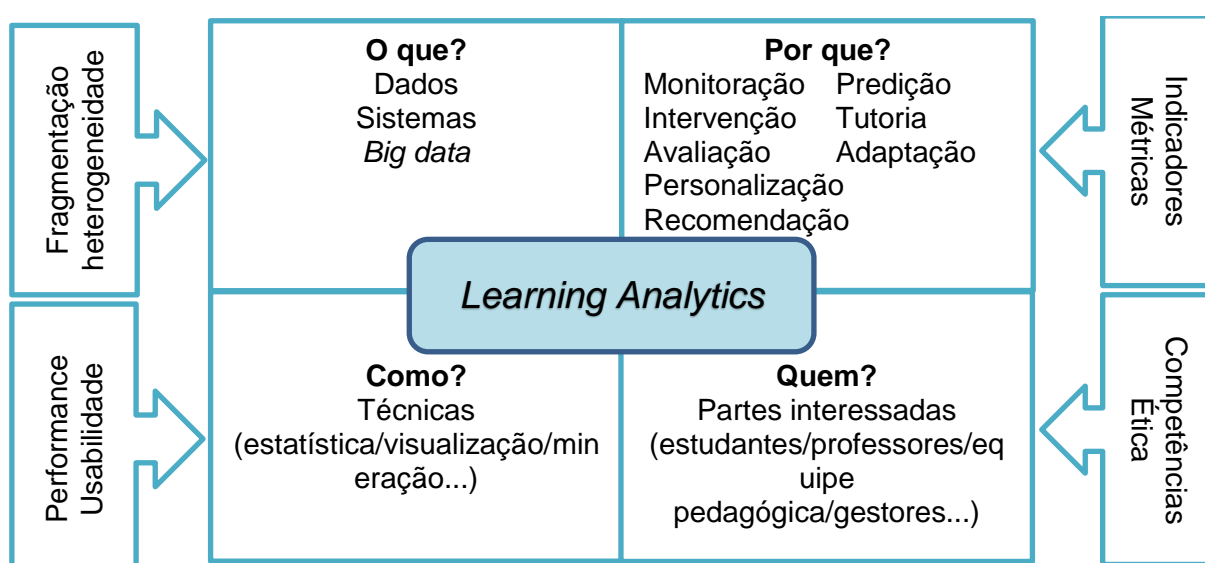 Fragmentação
heterogeneidade
O que?
Dados
Sistemas
Big data
Por que?
Monitoração Predição
Intervenção Tutoria
Avaliação Adaptação
Personalização
Recomendação
Indicadores
Métricas
Learning Analytics
Performance
Usabilidade
Como?
Técnicas
(estatística/visualização/min
eração...)
Quem?
Partes interessadas
(estudantes/professores/eq
uipe
pedagógica/gestores...)
Competências
Ética